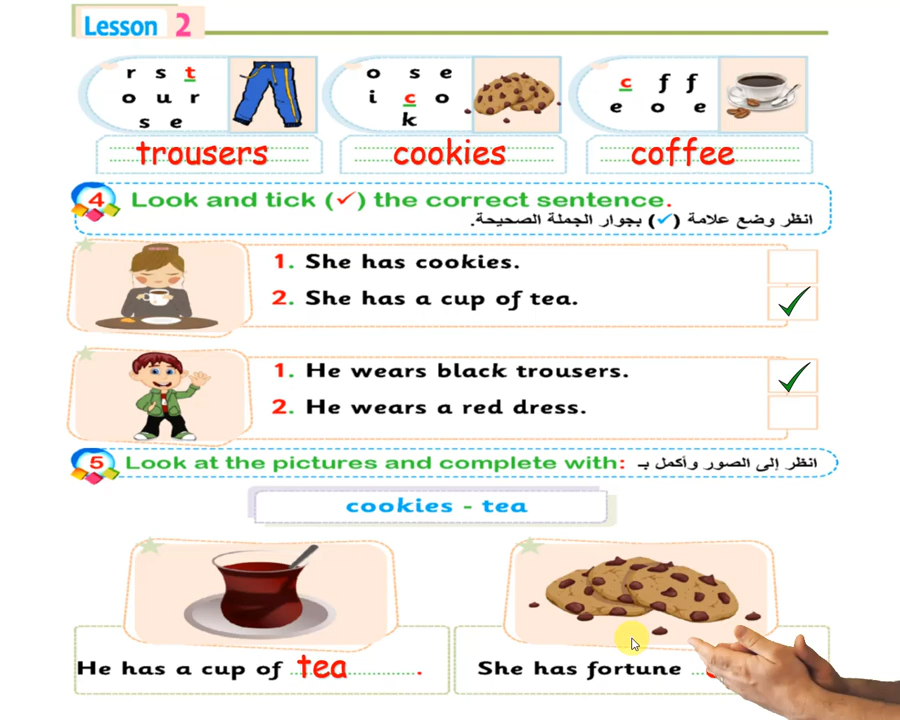 Lesson 2
r s t
o u r
s e
o s e
i c o
k
c f f
e o e
trousers
cookies
coffee
4 Look and tick (✓) the correct sentence.
انظر وضع علامة (✓) بجوار الجملة الصحيحة.
1. She has cookies.
2. She has a cup of tea. ✓
1. He wears black trousers. ✓
2. He wears a red dress.
5 Look at the pictures and complete with: انظر إلى الصور وأكمل بـ
cookies - tea
He has a cup of tea.
She has fortune